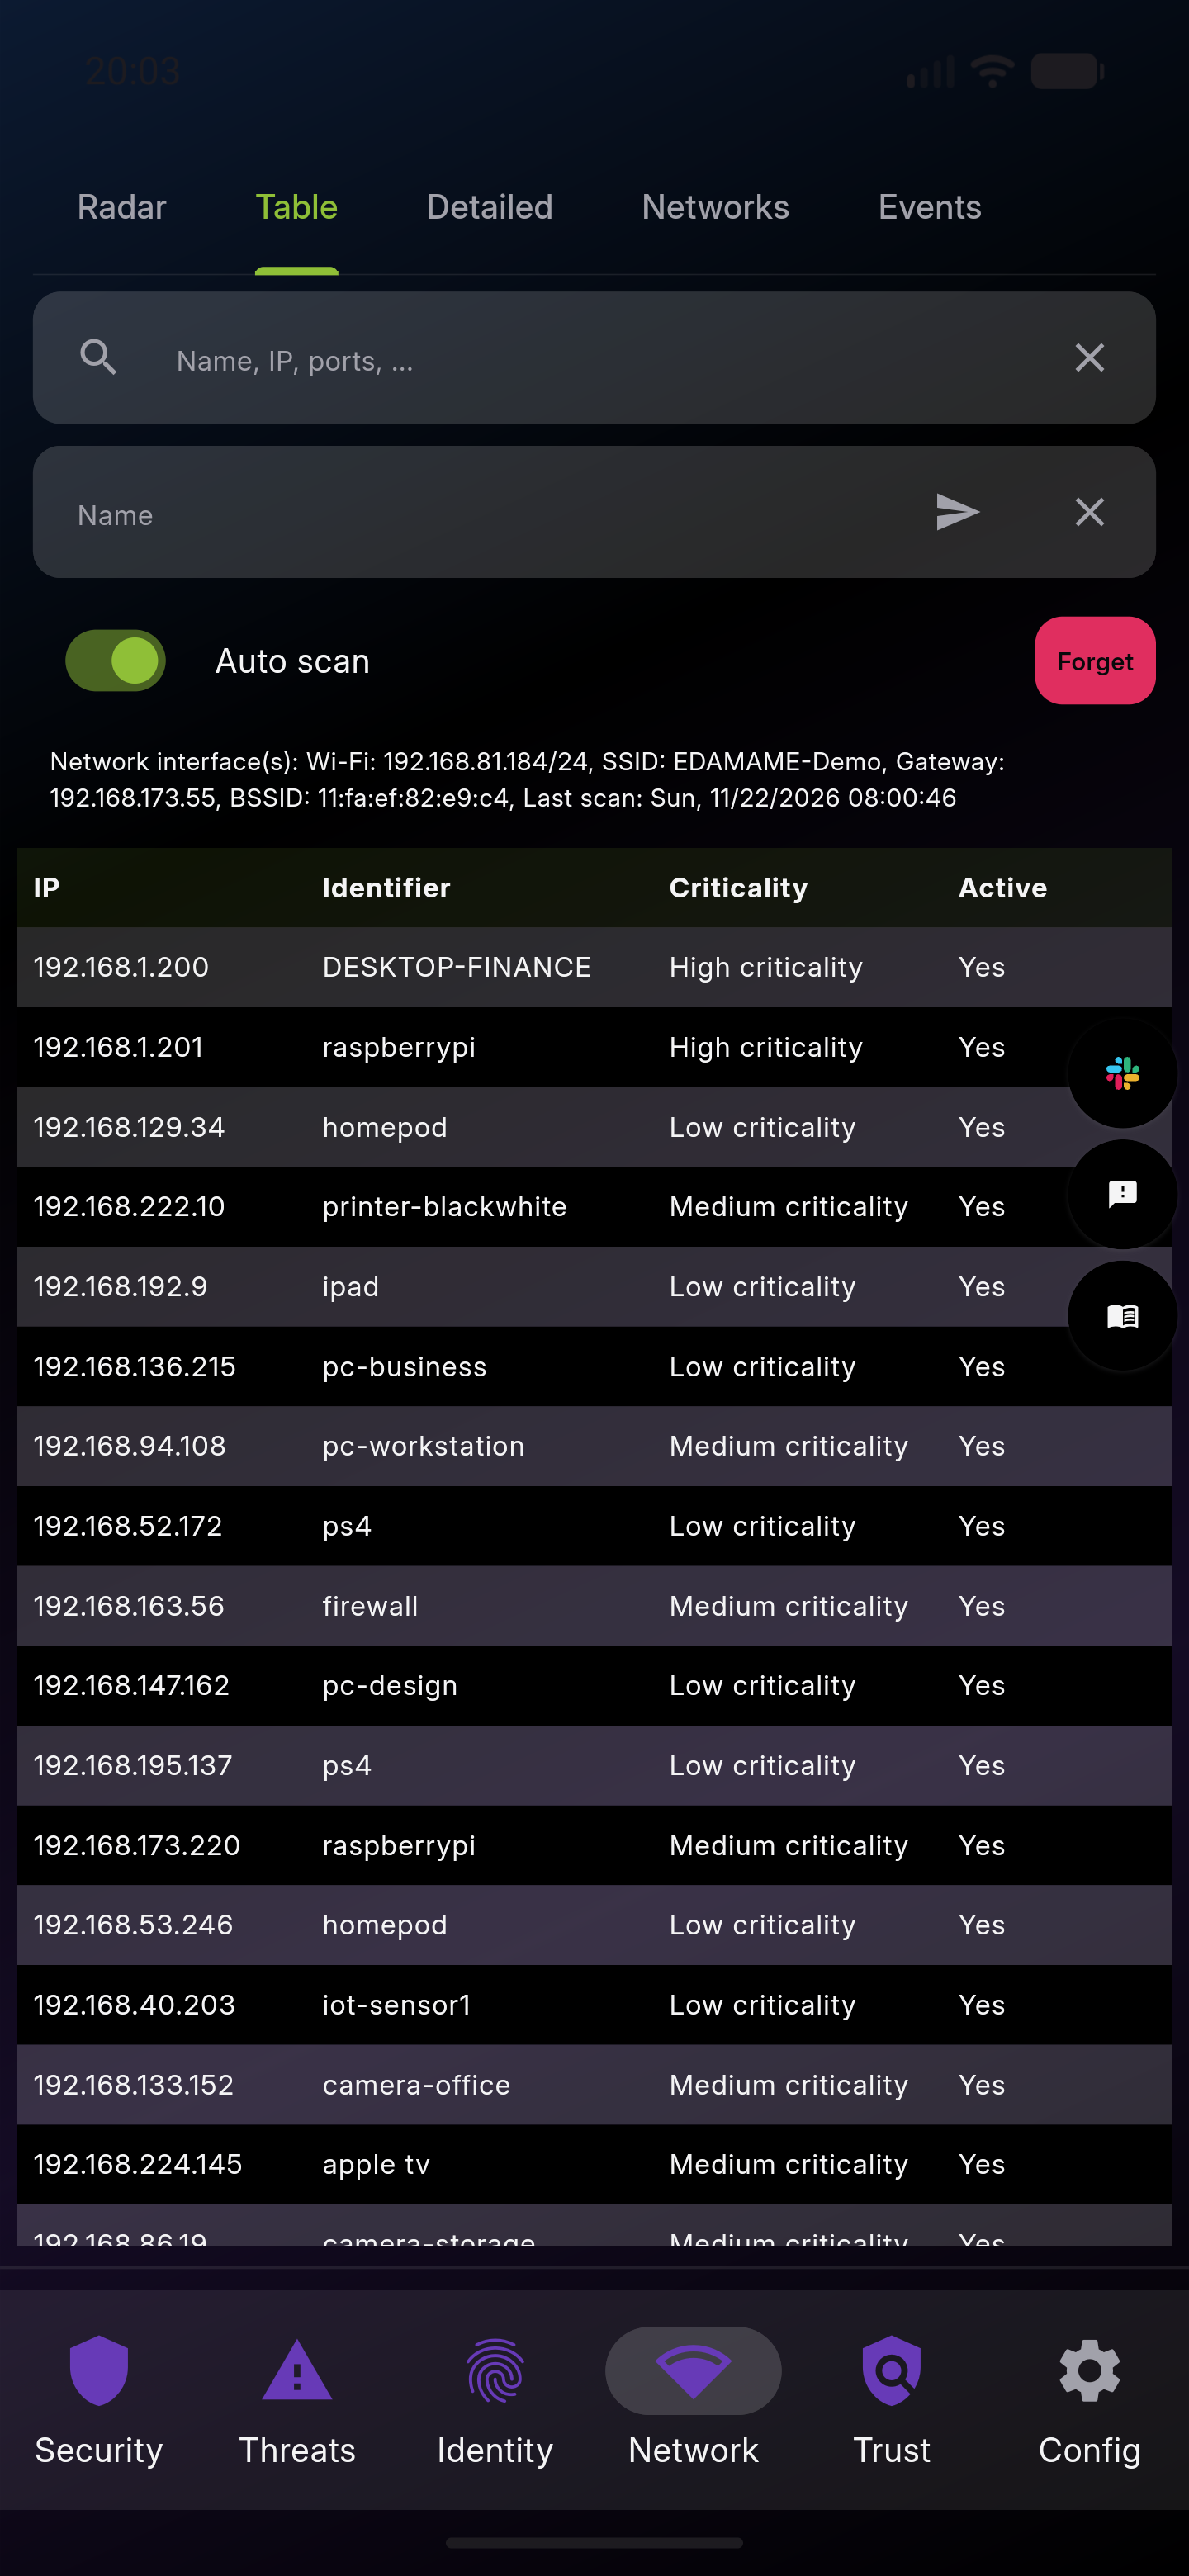 20:03
Radar Table Detailed Networks Events
Name, IP, ports, ...
Name
Auto scan Forget
Network interface(s): Wi-Fi: 192.168.81.184/24, SSID: EDAMAME-Demo, Gateway:
192.168.173.55, BSSID: 11:fa:ef:82:e9:c4, Last scan: Sun, 11/22/2026 08:00:46
IP Identifier Criticality Active
192.168.1.200 DESKTOP-FINANCE High criticality Yes
192.168.1.201 raspberrypi High criticality Yes
192.168.129.34 homepod Low criticality Yes
192.168.222.10 printer-blackwhite Medium criticality Yes
192.168.192.9 ipad Low criticality Yes
192.168.136.215 pc-business Low criticality Yes
192.168.94.108 pc-workstation Medium criticality Yes
192.168.52.172 ps4 Low criticality Yes
192.168.163.56 firewall Medium criticality Yes
192.168.147.162 pc-design Low criticality Yes
192.168.195.137 ps4 Low criticality Yes
192.168.173.220 raspberrypi Medium criticality Yes
192.168.53.246 homepod Low criticality Yes
192.168.40.203 iot-sensor1 Low criticality Yes
192.168.133.152 camera-office Medium criticality Yes
192.168.224.145 apple tv Medium criticality Yes
192.168.86.19 camera-storage Medium criticality Yes
Security Threats Identity Network Trust Config